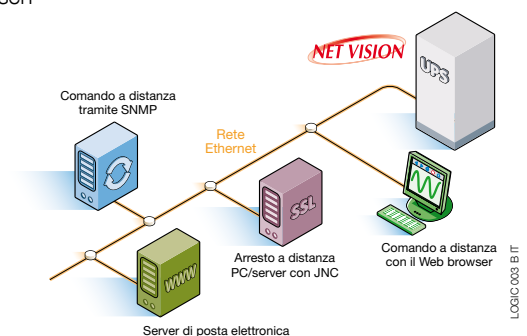 NET VISION
UPS
Comando a distanza
tramite SNMP
Rete
Ethernet
SSL
WWW
Arresto a distanza
PC/server con JNC
Comando a distanza
con il Web browser
Server di posta elettronica
LOGIC 003 B IT